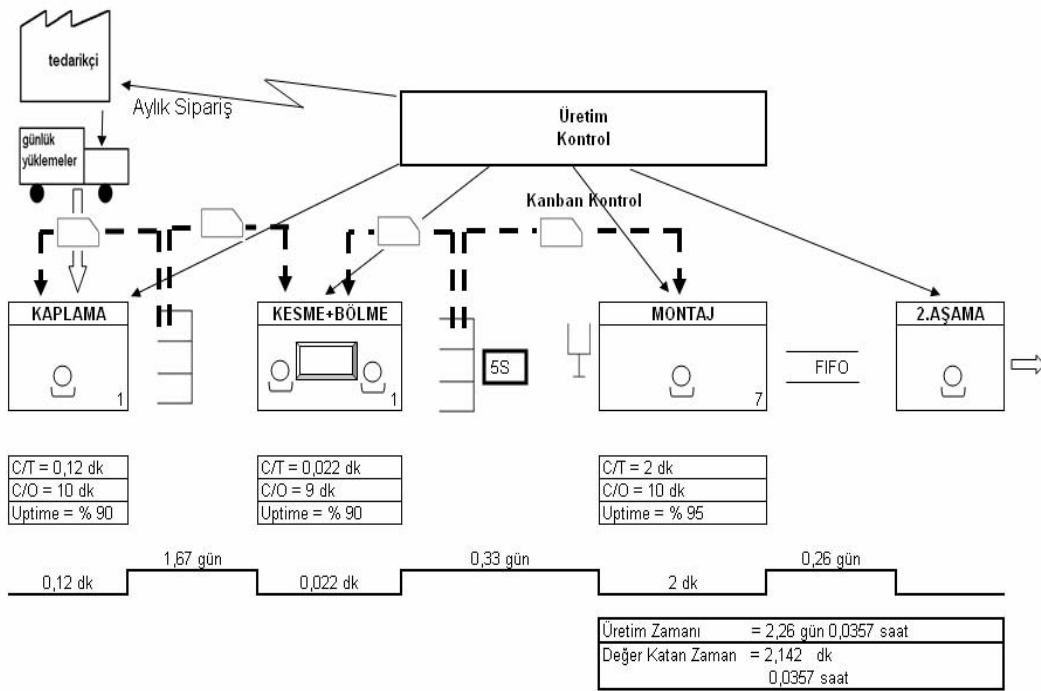 tedarikçi
Aylık Sipariş
Üretim
Kontrol
günlük
yüklemeler
Kanban Kontrol
KAPLAMA
1
KESME+BÖLME
1
5S
MONTAJ
7
FIFO
2.AŞAMA
C/T = 0,12 dk
C/O = 10 dk
Uptime = % 90
C/T = 0,022 dk
C/O = 9 dk
Uptime = % 90
C/T = 2 dk
C/O = 10 dk
Uptime = % 95
0,12 dk
1,67 gün
0,022 dk
0,33 gün
2 dk
0,26 gün
Üretim Zamanı = 2,26 gün 0,0357 saat
Değer Katan Zaman = 2,142 dk
0,0357 saat